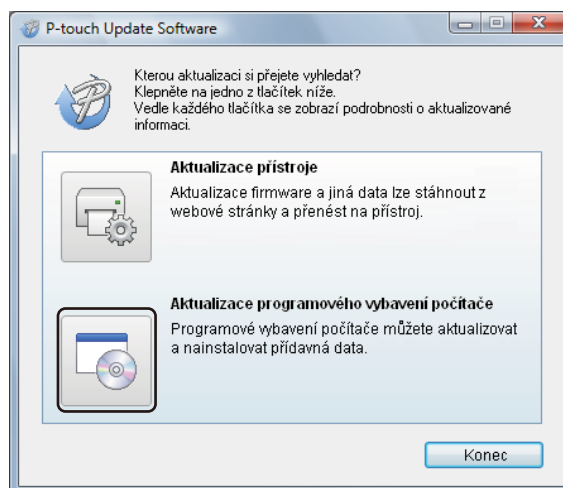 P-touch Update Software
Kterou aktualizaci si přejete vyhledat?
Klepněte na jedno z tlačítek níže.
Vedle každého tlačítka se zobrazí podrobnosti o aktualizované
informaci.
Aktualizace přístroje
Aktualizace firmware a jiná data lze stáhnout z
webové stránky a přenést na přístroj.
Aktualizace programového vybavení počítače
Programové vybavení počítače můžete aktualizovat
a nainstalovat přídavná data.
Konec